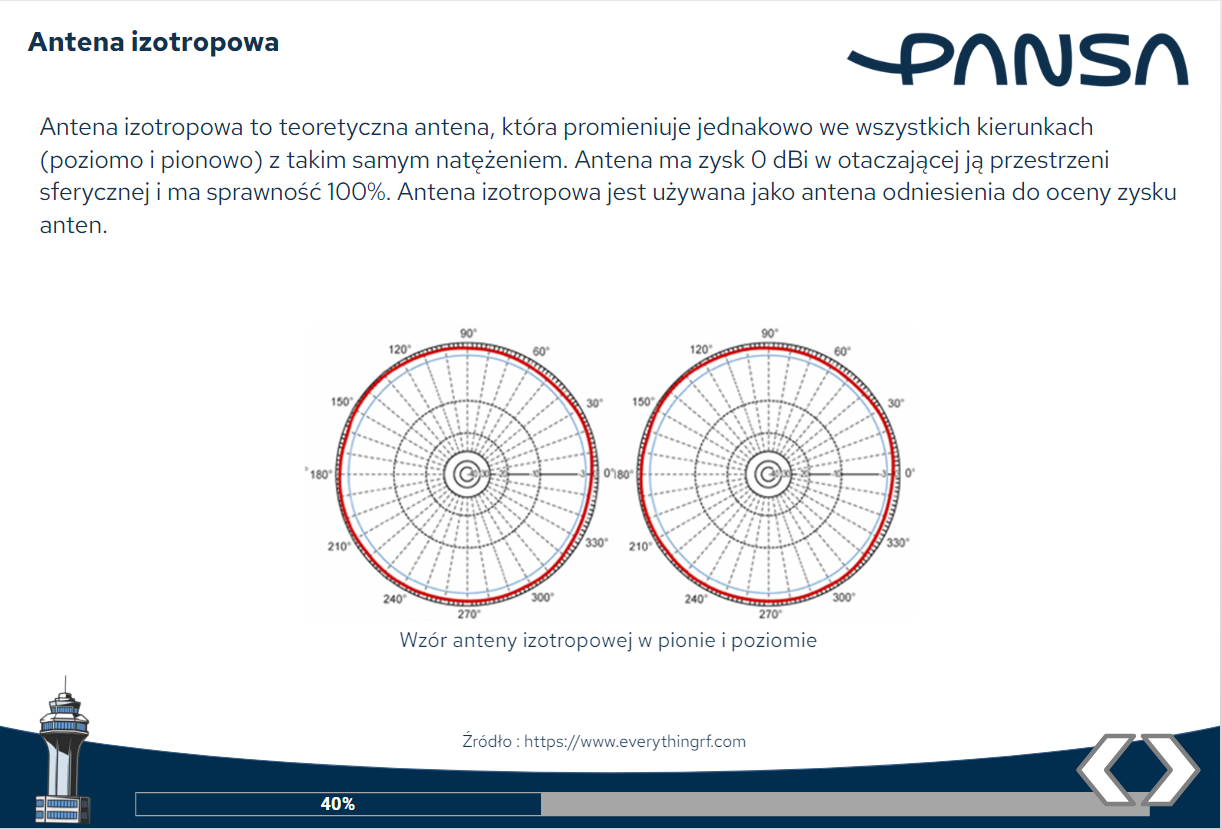 Antena izotropowa
PANSA
Antena izotropowa to teoretyczna antena, która promieniuje jednakowo we wszystkich kierunkach
(poziomo i pionowo) z takim samym natężeniem. Antena ma zysk 0 dBi w otaczającej ją przestrzeni
sferycznej i ma sprawność 100%. Antena izotropowa jest używana jako antena odniesienia do oceny zysku
anten.
90° 90°
120° 60° 120° 60°
150° 30° 150° 30°
180° 0° 180° 0°
210° 330° 210° 330°
240° 300° 240° 300°
270° 270°
Wzór anteny izotropowej w pionie i poziomie
Źródło : https://www.everythingrf.com
40%